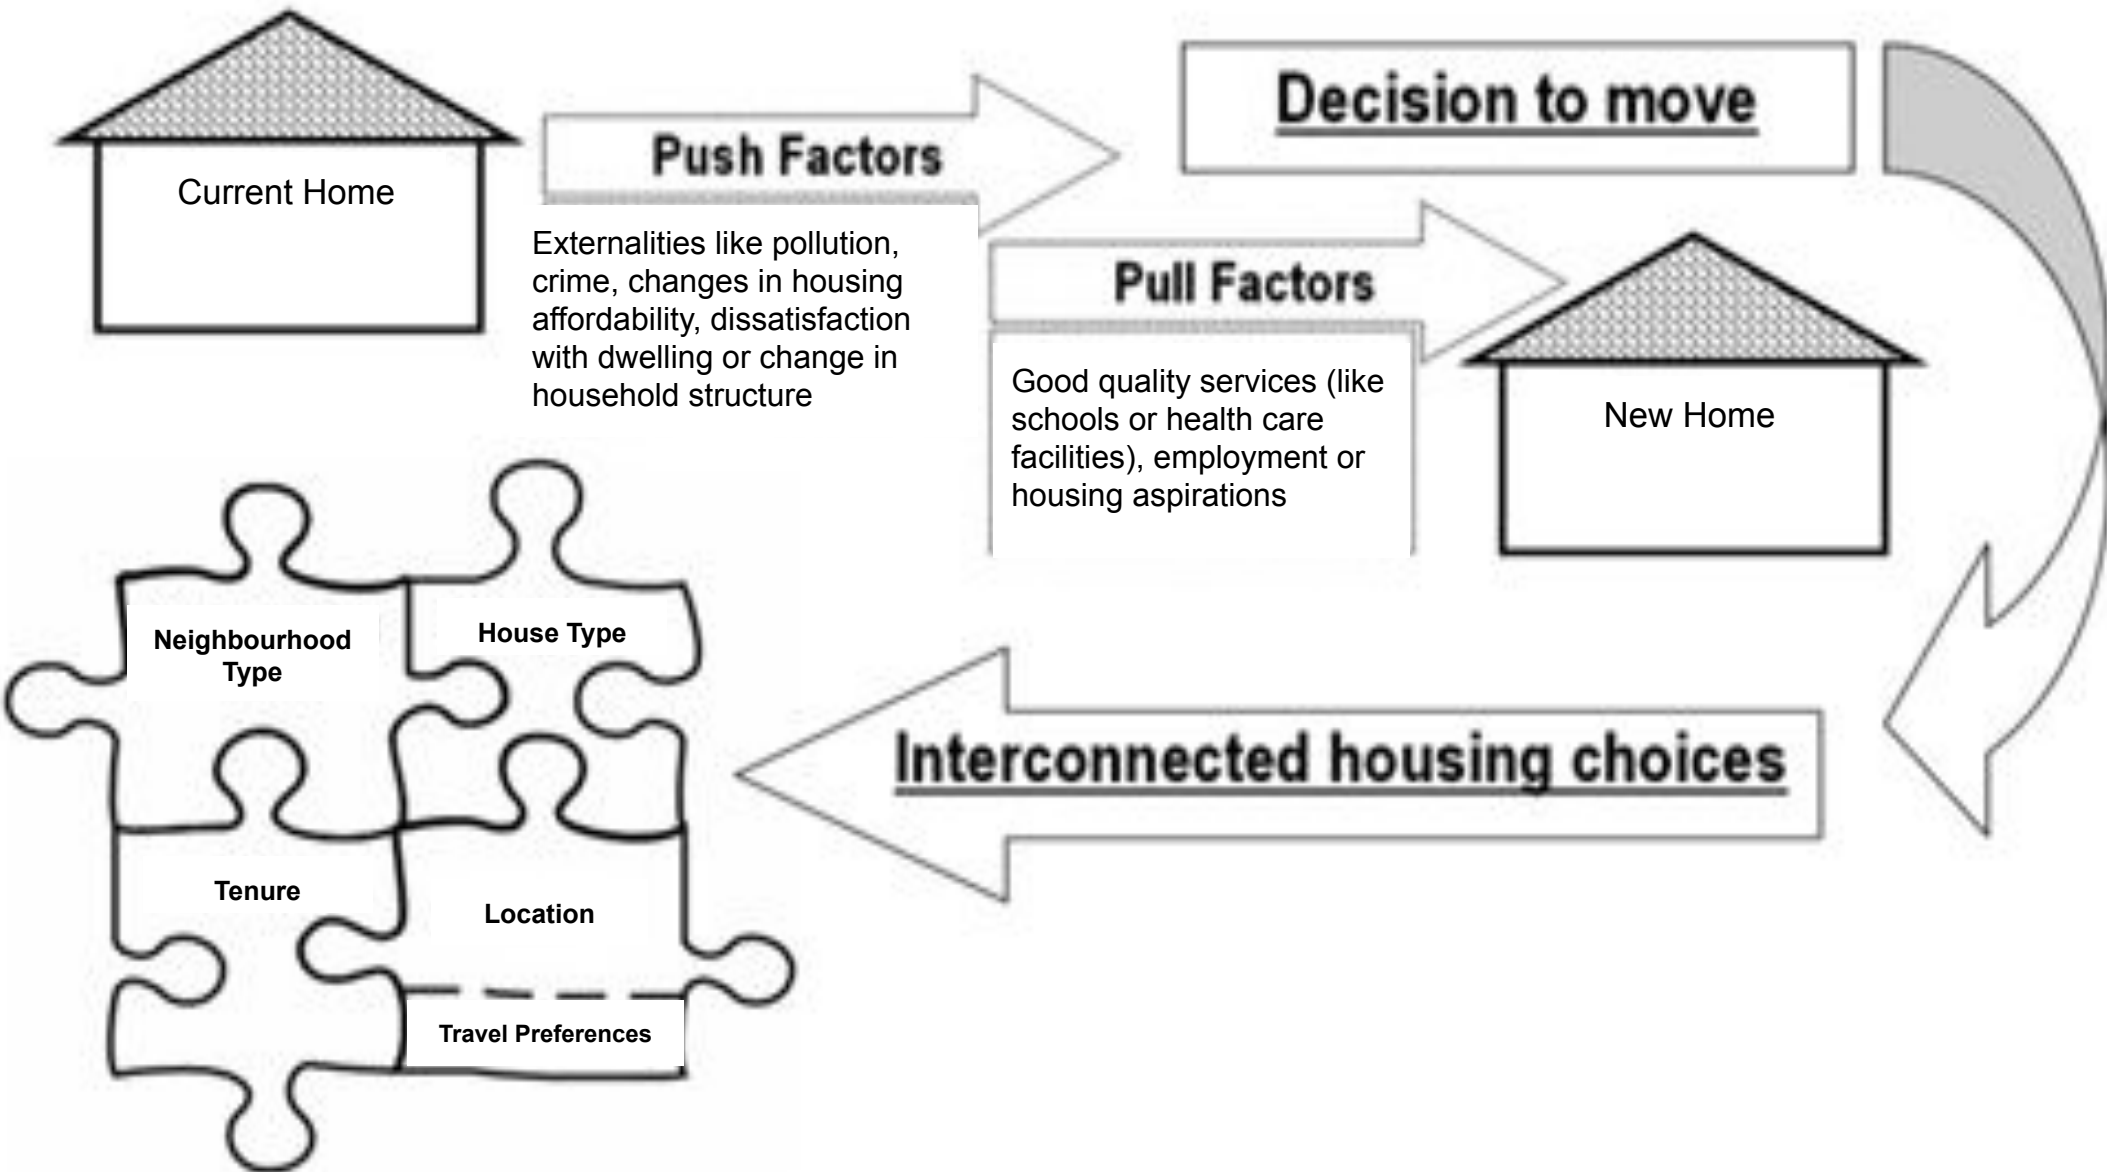 Current Home
Push Factors
Externalities like pollution,
crime, changes in housing
affordability, dissatisfaction
with dwelling or change in
household structure
Decision to move
Pull Factors
Good quality services (like
schools or health care
facilities), employment or
housing aspirations
New Home
Interconnected housing choices
Neighbourhood
Type
House Type
Tenure
Location
Travel Preferences